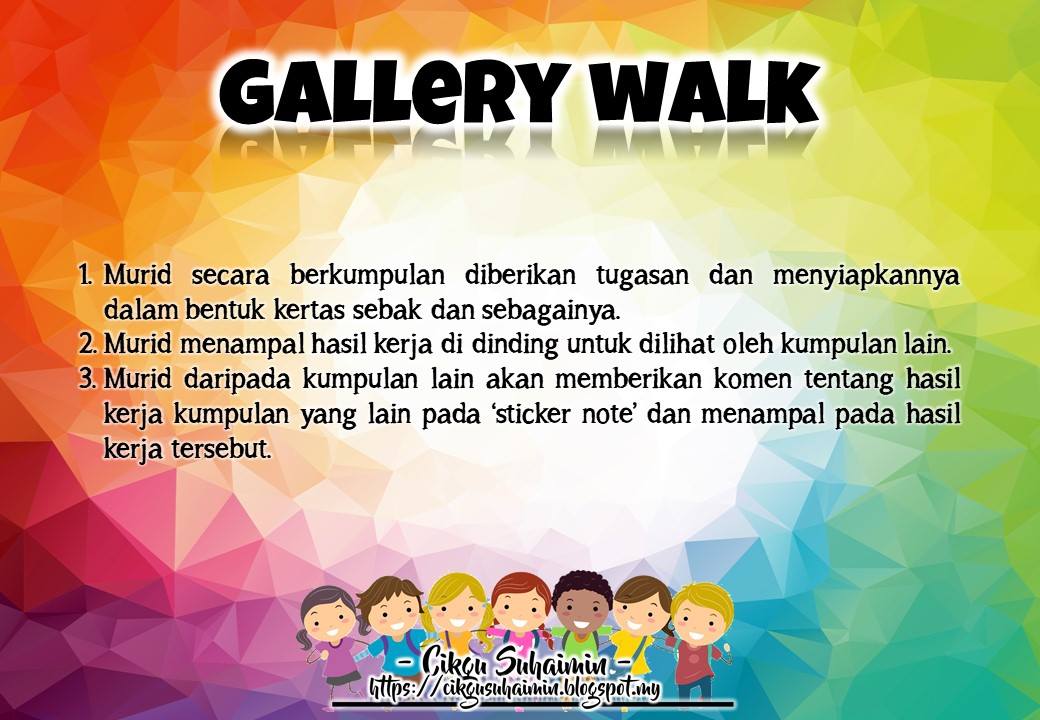 GALLERY WALK
1. Murid secara berkumpulan diberikan tugasan dan menyiapkannya
dalam bentuk kertas sebak dan sebagainya.
2. Murid menampal hasil kerja di dinding untuk dilihat oleh kumpulan lain.
3. Murid daripada kumpulan lain akan memberikan komen tentang hasil
kerja kumpulan yang lain pada ‘sticker note’ dan menampal pada hasil
kerja tersebut.
- Cikgu Suhaimin -
https://cikgusuhaimin.blogspot.my